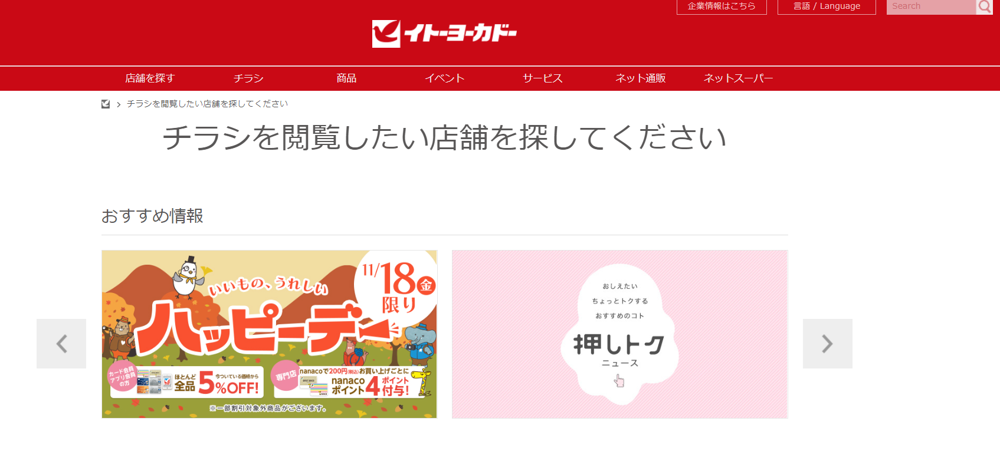 企業情報はこちら
言語 / Language
Search
イトーヨーカドー
店舗を探す
チラシ
商品
イベント
サービス
ネット通販
ネットスーパー
チラシを閲覧したい店舗を探してください
チラシを閲覧したい店舗を探してください
おすすめ情報
11/18金
限り
いいもの、うれしい
ハッピーデー
カード会員
アプリ会員
の方
ほとんど
全品
今ついている価格から
5%OFF!
専門店
nanacoで200円(税込)お買い上げごとに
nanaco
ポイント
4
ポイント
付与!
※一部割引対象外商品がございます。
おしえたい
ちょっとトクする
おすすめのコト
押しトク
ニュース